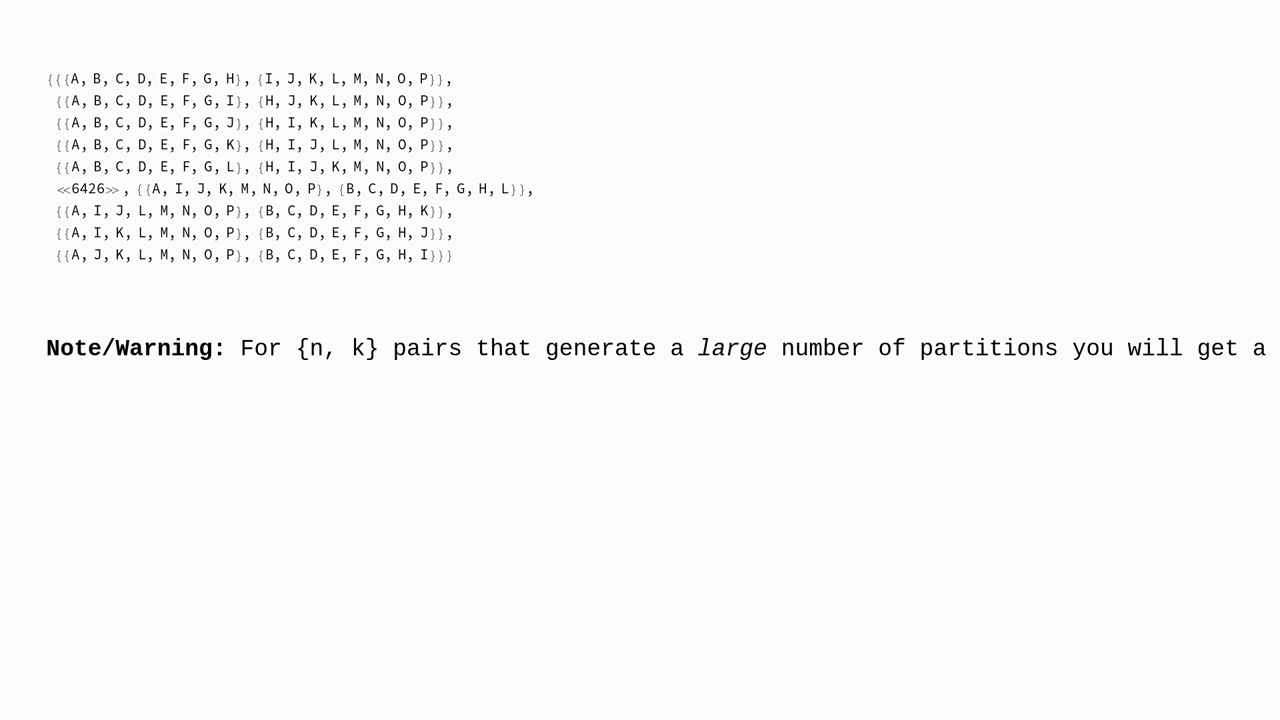 {{{A, B, C, D, E, F, G, H}, {I, J, K, L, M, N, O, P}},
{{A, B, C, D, E, F, G, I}, {H, J, K, L, M, N, O, P}},
{{A, B, C, D, E, F, G, J}, {H, I, K, L, M, N, O, P}},
{{A, B, C, D, E, F, G, K}, {H, I, J, L, M, N, O, P}},
{{A, B, C, D, E, F, G, L}, {H, I, J, K, M, N, O, P}},
<<6426>>, {{A, I, J, K, M, N, O, P}, {B, C, D, E, F, G, H, L}},
{{A, I, J, L, M, N, O, P}, {B, C, D, E, F, G, H, K}},
{{A, I, K, L, M, N, O, P}, {B, C, D, E, F, G, H, J}},
{{A, J, K, L, M, N, O, P}, {B, C, D, E, F, G, H, I}}}
Note/Warning: For {n, k} pairs that generate a large number of partitions you will get a